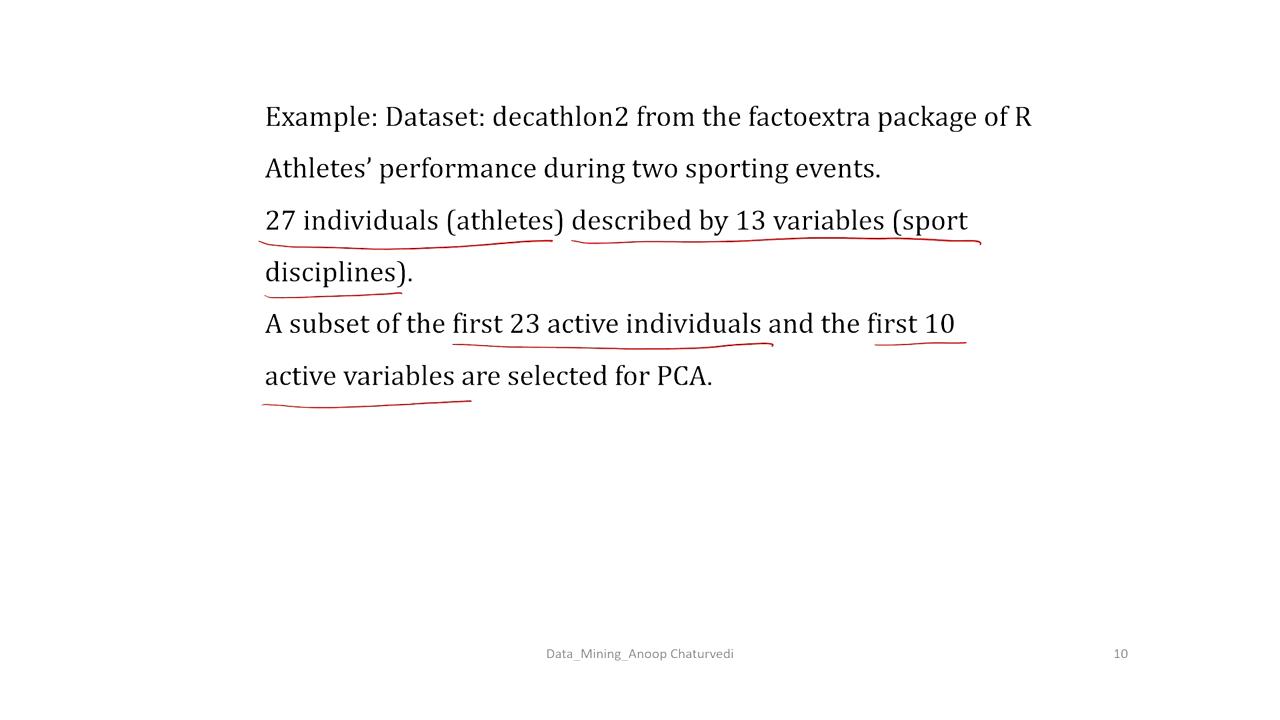 Example: Dataset: decathlon2 from the factoextra package of R
Athletes’ performance during two sporting events.
27 individuals (athletes) described by 13 variables (sport
disciplines).
A subset of the first 23 active individuals and the first 10
active variables are selected for PCA.
Data_Mining_Anoop Chaturvedi
10